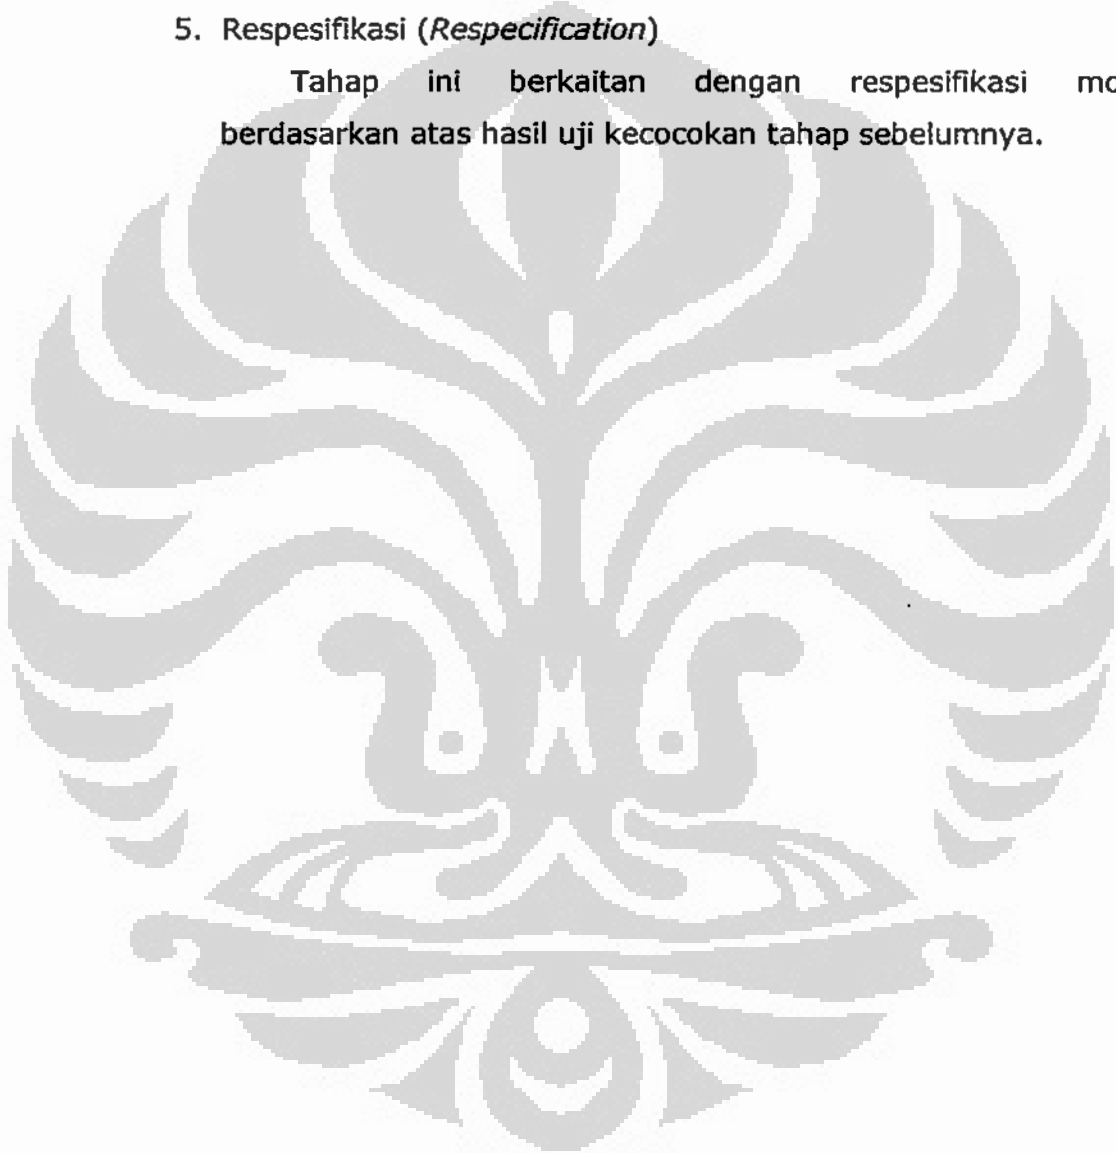 5. Respesifikasi (Respecification)
Tahap ini berkaitan dengan respesifikasi
berdasarkan atas hasil uji kecocokan tahap sebelumnya.